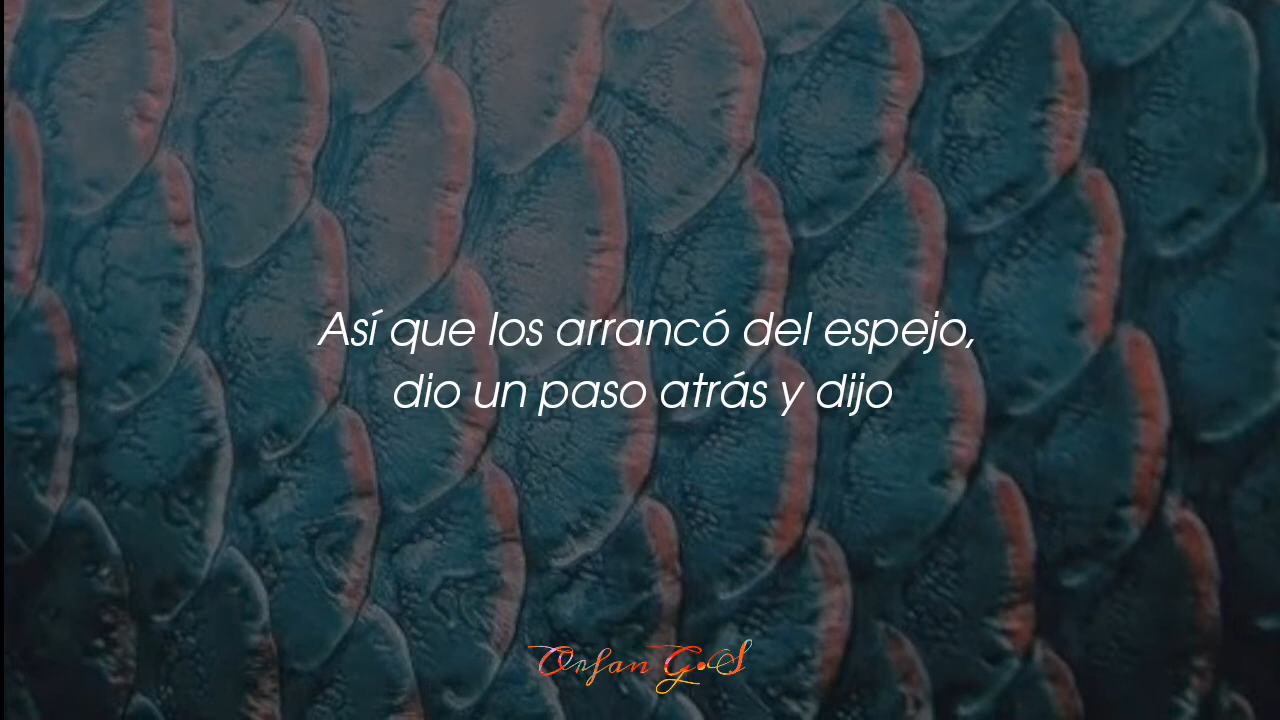 Así que los arrancó del espejo,
dio un paso atrás y dijo
Orfan G.S